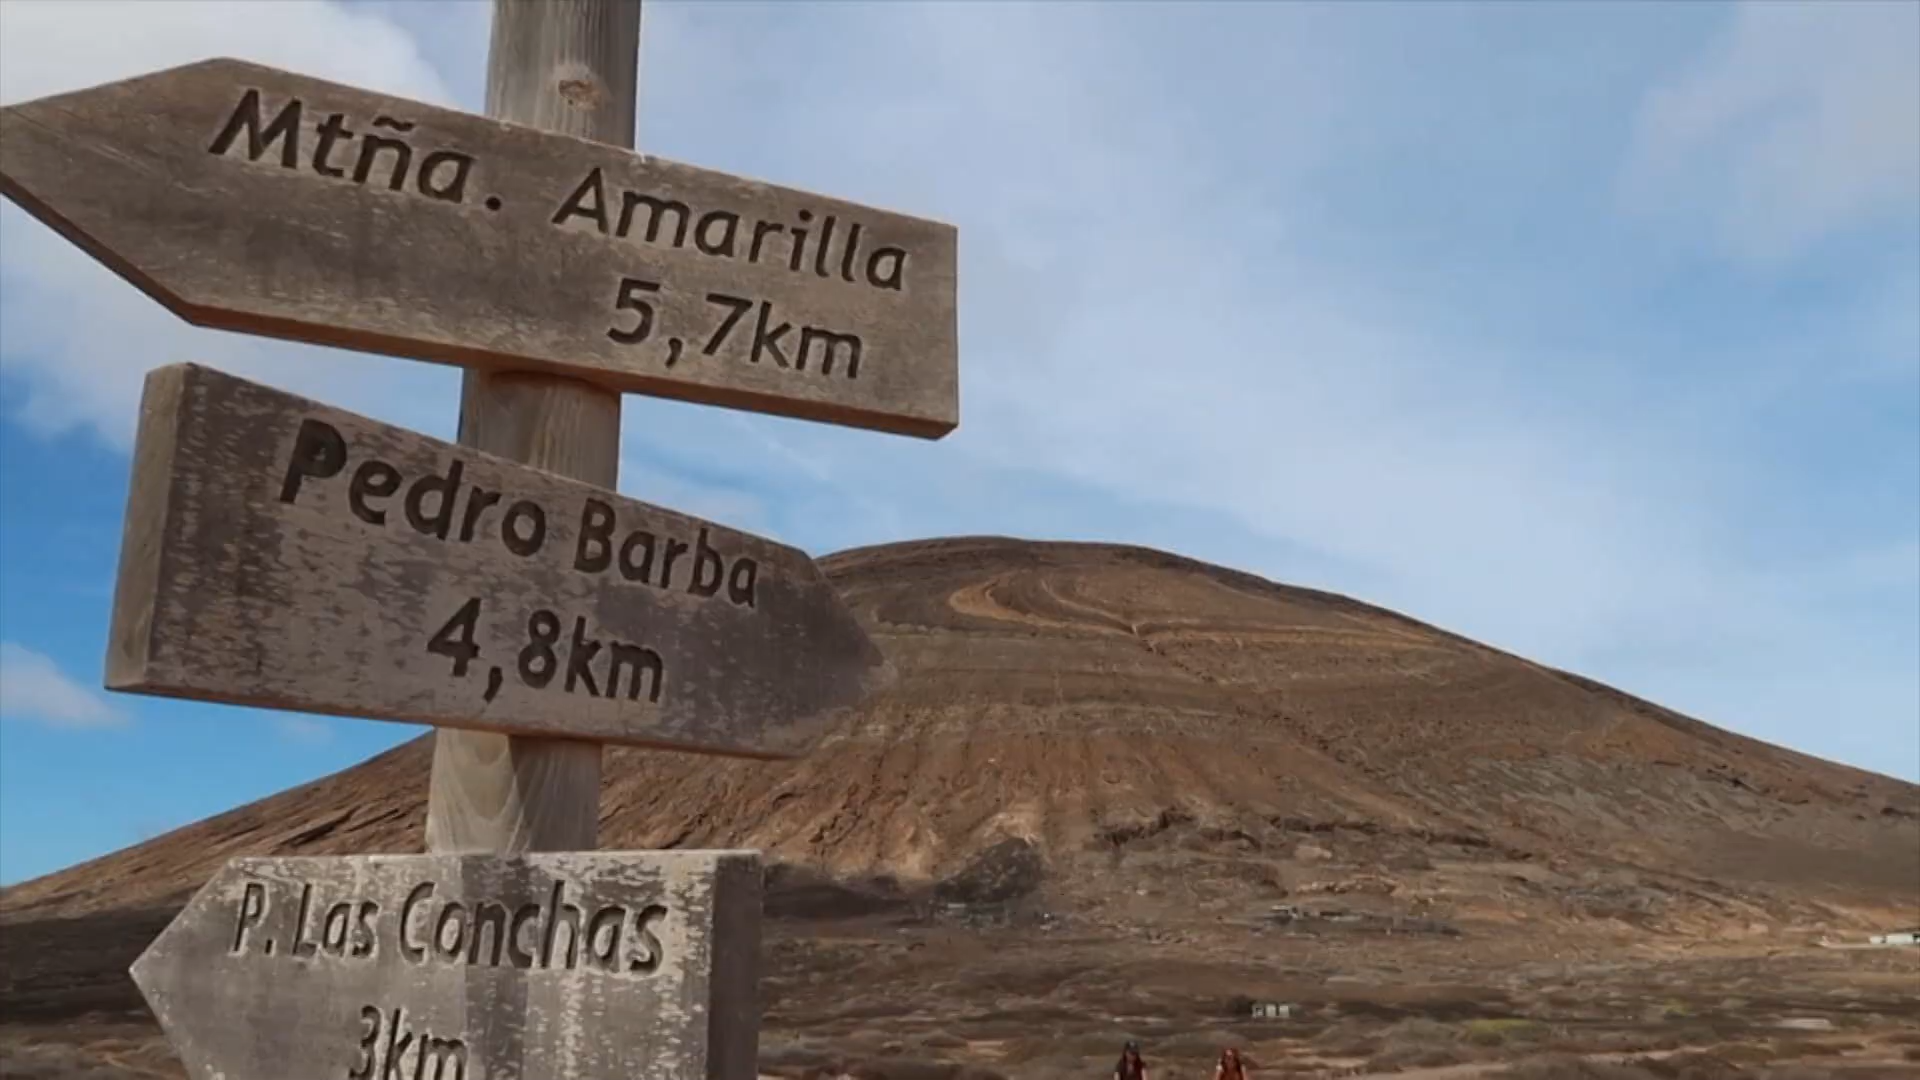 Mtña. Amarilla
5,7km
Pedro Barba
4,8km
P. Las Conchas
3km